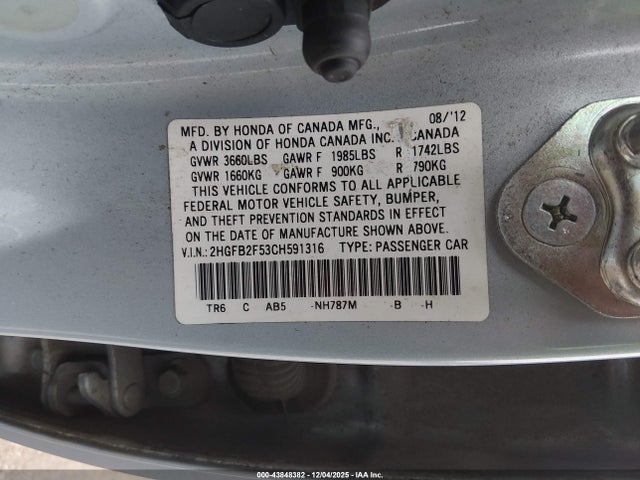 MFD. BY HONDA OF CANADA MFG., 08/'12
A DIVISION OF HONDA CANADA INC. CANADA
GVWR 3660LBS GAWR F 1985LBS R 1742LBS
GVWR 1660KG GAWR F 900KG R 790KG
THIS VEHICLE CONFORMS TO ALL APPLICABLE
FEDERAL MOTOR VEHICLE SAFETY, BUMPER,
AND THEFT PREVENTION STANDARDS IN EFFECT
ON THE DATE OF MANUFACTURE SHOWN ABOVE.
V.I.N.: 2HGFB2F53CH591316 TYPE: PASSENGER CAR
TR6 C AB5 -NH787M -B -H
000-43848382 - 12/04/2025 - IAA Inc.